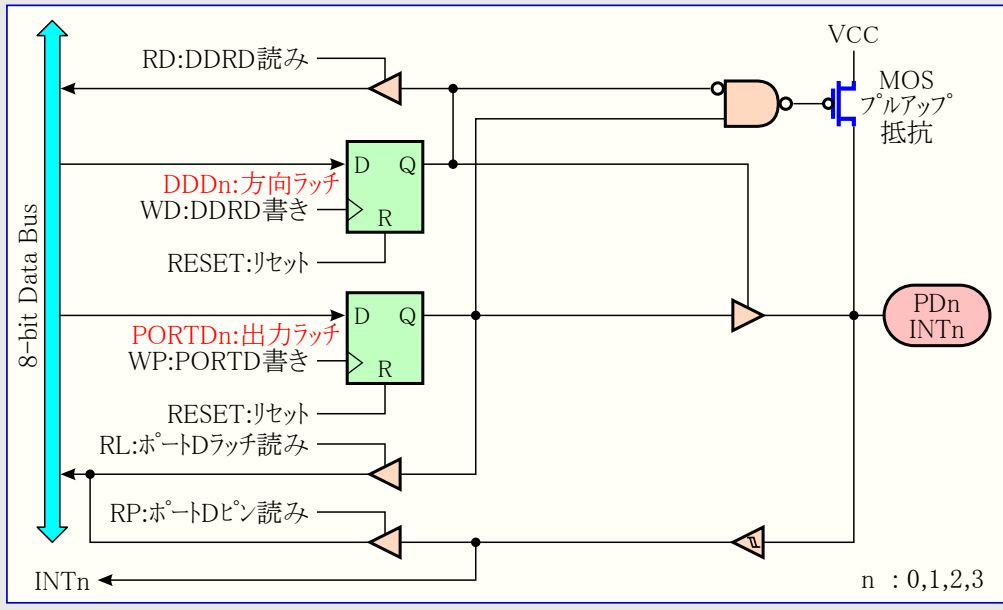 VCC
RD:DDRD読み
MOS
プルアップ
抵抗
D Q
DDDn:方向ラッチ
WD:DDRD書き
R
RESET:リセット
8-bit Data Bus
D Q
PORTDn:出力ラッチ
WP:PORTD書き
R
RESET:リセット
PDn
INTn
RL:ポートDラッチ読み
RP:ポートDピン読み
INTn
n : 0,1,2,3